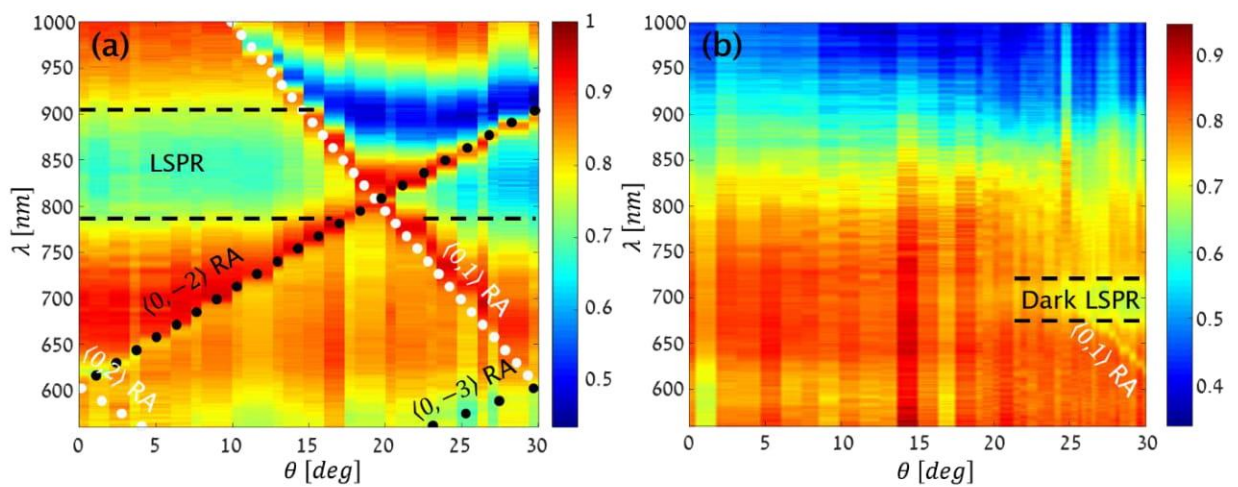 (a)
1000
950
900
850
800
750
700
650
600
λ [nm]
LSPR
⟨0,−2⟩ RA
⟨0,1⟩ RA
⟨0,2⟩ RA
⟨0,−3⟩ RA
0 5 10 15 20 25 30
θ [deg]
1
0.9
0.8
0.7
0.6
0.5
(b)
1000
950
900
850
800
750
700
650
600
λ [nm]
Dark LSPR
⟨0,1⟩ RA
0 5 10 15 20 25 30
θ [deg]
0.9
0.8
0.7
0.6
0.5
0.4